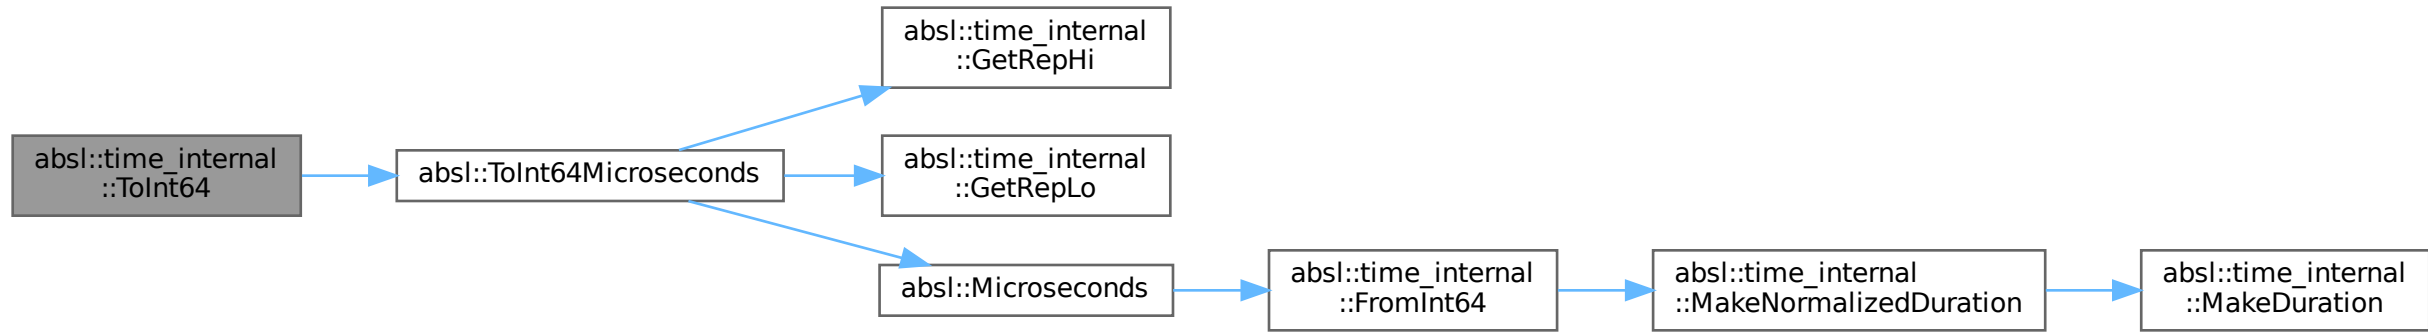 absl::time_internal
::GetRepHi
absl::time_internal
::ToInt64
absl::ToInt64Microseconds
absl::time_internal
::GetRepLo
absl::Microseconds
absl::time_internal
::FromInt64
absl::time_internal
::MakeNormalizedDuration
absl::time_internal
::MakeDuration